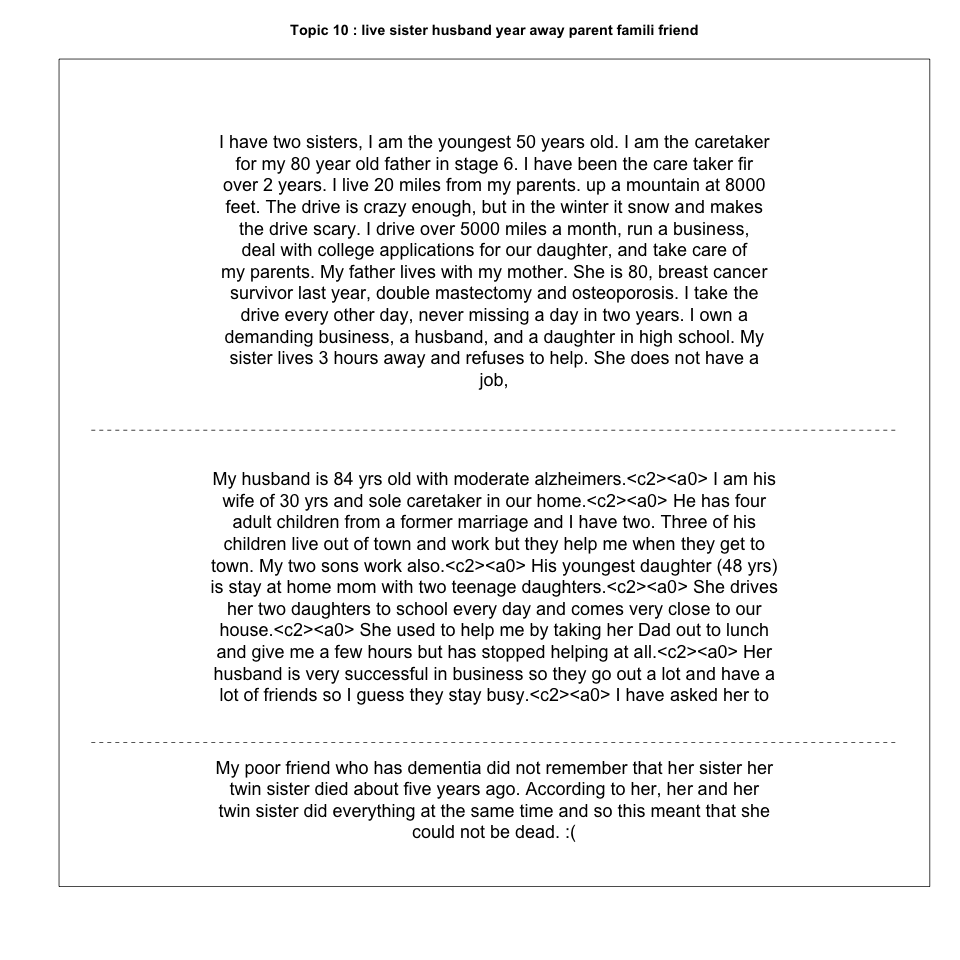 Topic 10 : live sister husband year away parent famili friend
I have two sisters, I am the youngest 50 years old. I am the caretaker
for my 80 year old father in stage 6. I have been the care taker fir
over 2 years. I live 20 miles from my parents. up a mountain at 8000
feet. The drive is crazy enough, but in the winter it snow and makes
the drive scary. I drive over 5000 miles a month, run a business,
deal with college applications for our daughter, and take care of
my parents. My father lives with my mother. She is 80, breast cancer
survivor last year, double mastectomy and osteoporosis. I take the
drive every other day, never missing a day in two years. I own a
demanding business, a husband, and a daughter in high school. My
sister lives 3 hours away and refuses to help. She does not have a
job,
My husband is 84 yrs old with moderate alzheimers.<c2><a0> I am his
wife of 30 yrs and sole caretaker in our home.<c2><a0> He has four
adult children from a former marriage and I have two. Three of his
children live out of town and work but they help me when they get to
town. My two sons work also.<c2><a0> His youngest daughter (48 yrs)
is stay at home mom with two teenage daughters.<c2><a0> She drives
her two daughters to school every day and comes very close to our
house.<c2><a0> She used to help me by taking her Dad out to lunch
and give me a few hours but has stopped helping at all.<c2><a0> Her
husband is very successful in business so they go out a lot and have a
lot of friends so I guess they stay busy.<c2><a0> I have asked her to
My poor friend who has dementia did not remember that her sister her
twin sister died about five years ago. According to her, her and her
twin sister did everything at the same time and so this meant that she
could not be dead. :(